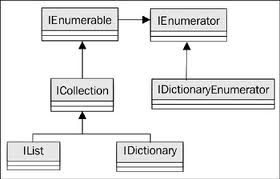 IEnumerable
IEnumerator
ICollection
IDictionaryEnumerator
IList
IDictionary